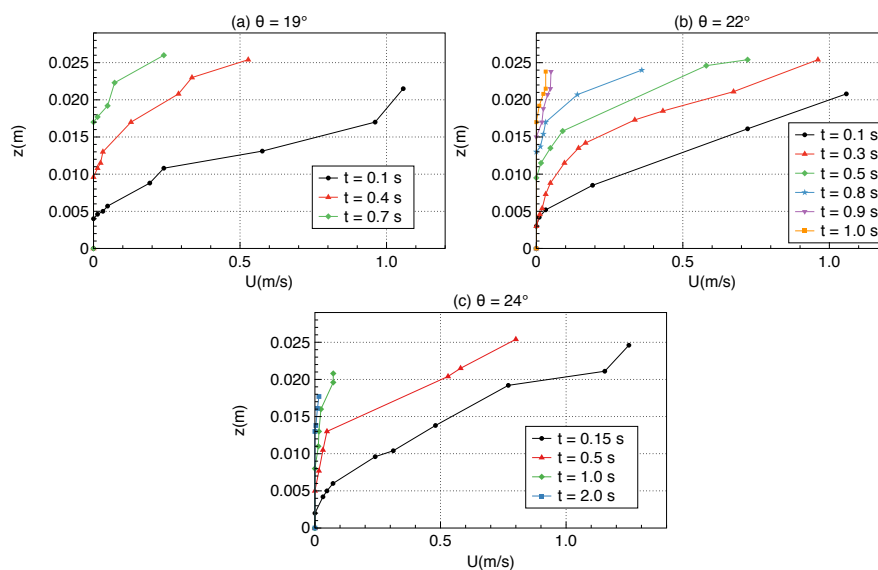 (a) θ = 19°
z(m)
0.025
0.020
0.015
0.010
0.005
0
0
0.5
1.0
U(m/s)
t = 0.1 s
t = 0.4 s
t = 0.7 s
(b) θ = 22°
z(m)
0.025
0.020
0.015
0.010
0.005
0
0
0.5
1.0
U(m/s)
t = 0.1 s
t = 0.3 s
t = 0.5 s
t = 0.8 s
t = 0.9 s
t = 1.0 s
(c) θ = 24°
z(m)
0.025
0.020
0.015
0.010
0.005
0
0
0.5
1.0
U(m/s)
t = 0.15 s
t = 0.5 s
t = 1.0 s
t = 2.0 s